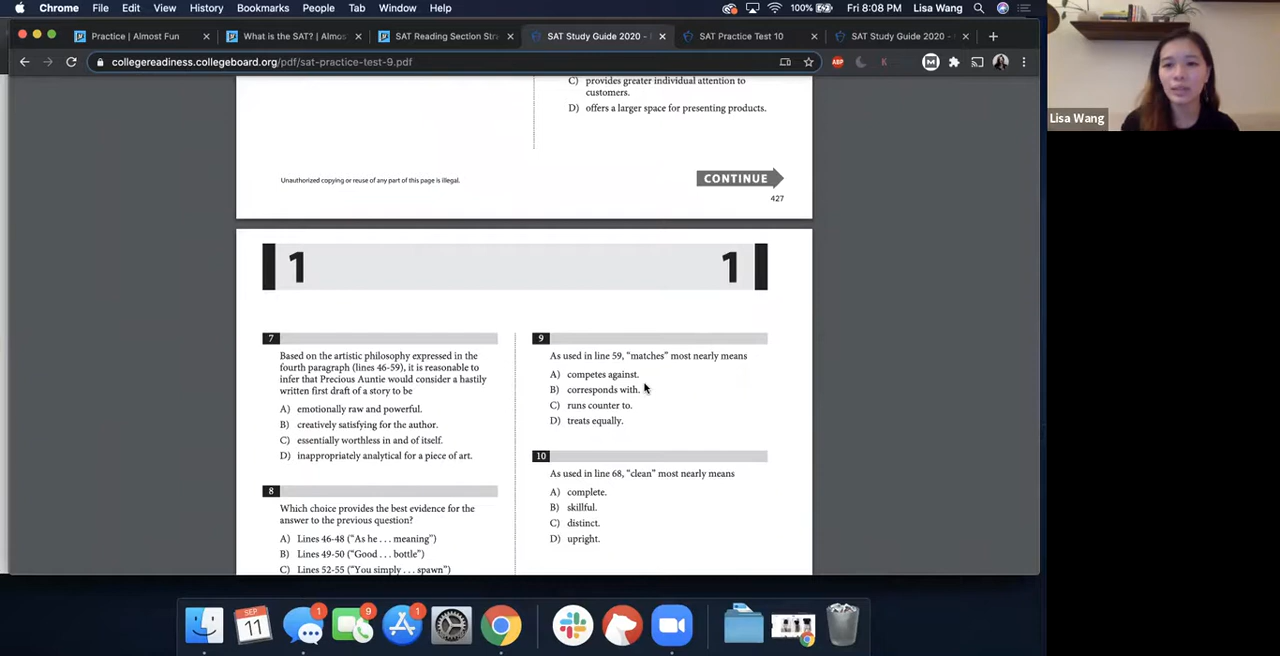 Chrome File Edit View History Bookmarks People Tab Window Help 100% Fri 8:08 PM Lisa Wang
Practice | Almost Fun
What is the SAT? | Almos
SAT Reading Section Stra
SAT Study Guide 2020 -
SAT Practice Test 10
SAT Study Guide 2020 -
collegereadiness.collegeboard.org/pdf/sat-practice-test-9.pdf
ABP
K
M
C) provides greater individual attention to
customers.
D) offers a larger space for presenting products.
Unauthorized copying or reuse of any part of this page is illegal.
CONTINUE
427
1
1
7
Based on the artistic philosophy expressed in the
fourth paragraph (lines 46-59), it is reasonable to
infer that Precious Auntie would consider a hastily
written first draft of a story to be
A) emotionally raw and powerful.
B) creatively satisfying for the author.
C) essentially worthless in and of itself.
D) inappropriately analytical for a piece of art.
8
Which choice provides the best evidence for the
answer to the previous question?
A) Lines 46-48 (“As he . . . meaning”)
B) Lines 49-50 (“Good . . . bottle”)
C) Lines 52-55 (“You simply . . . spawn”)
9
As used in line 59, “matches” most nearly means
A) competes against.
B) corresponds with.
C) runs counter to.
D) treats equally.
10
As used in line 68, “clean” most nearly means
A) complete.
B) skillful.
C) distinct.
D) upright.
Lisa Wang
SEP
11
1
9
1